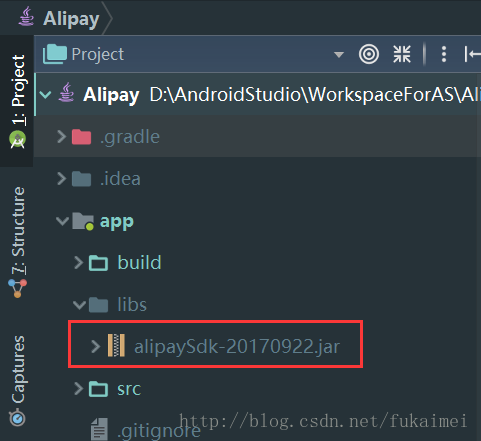 Alipay
Project
Alipay D:\AndroidStudio\WorkspaceForAS\Ali
.gradle
.idea
app
build
libs
alipaySdk-20170922.jar
src
.gitignore
http://blog.csdn.net/fukaimei
1: Project
7: Structure
Captures